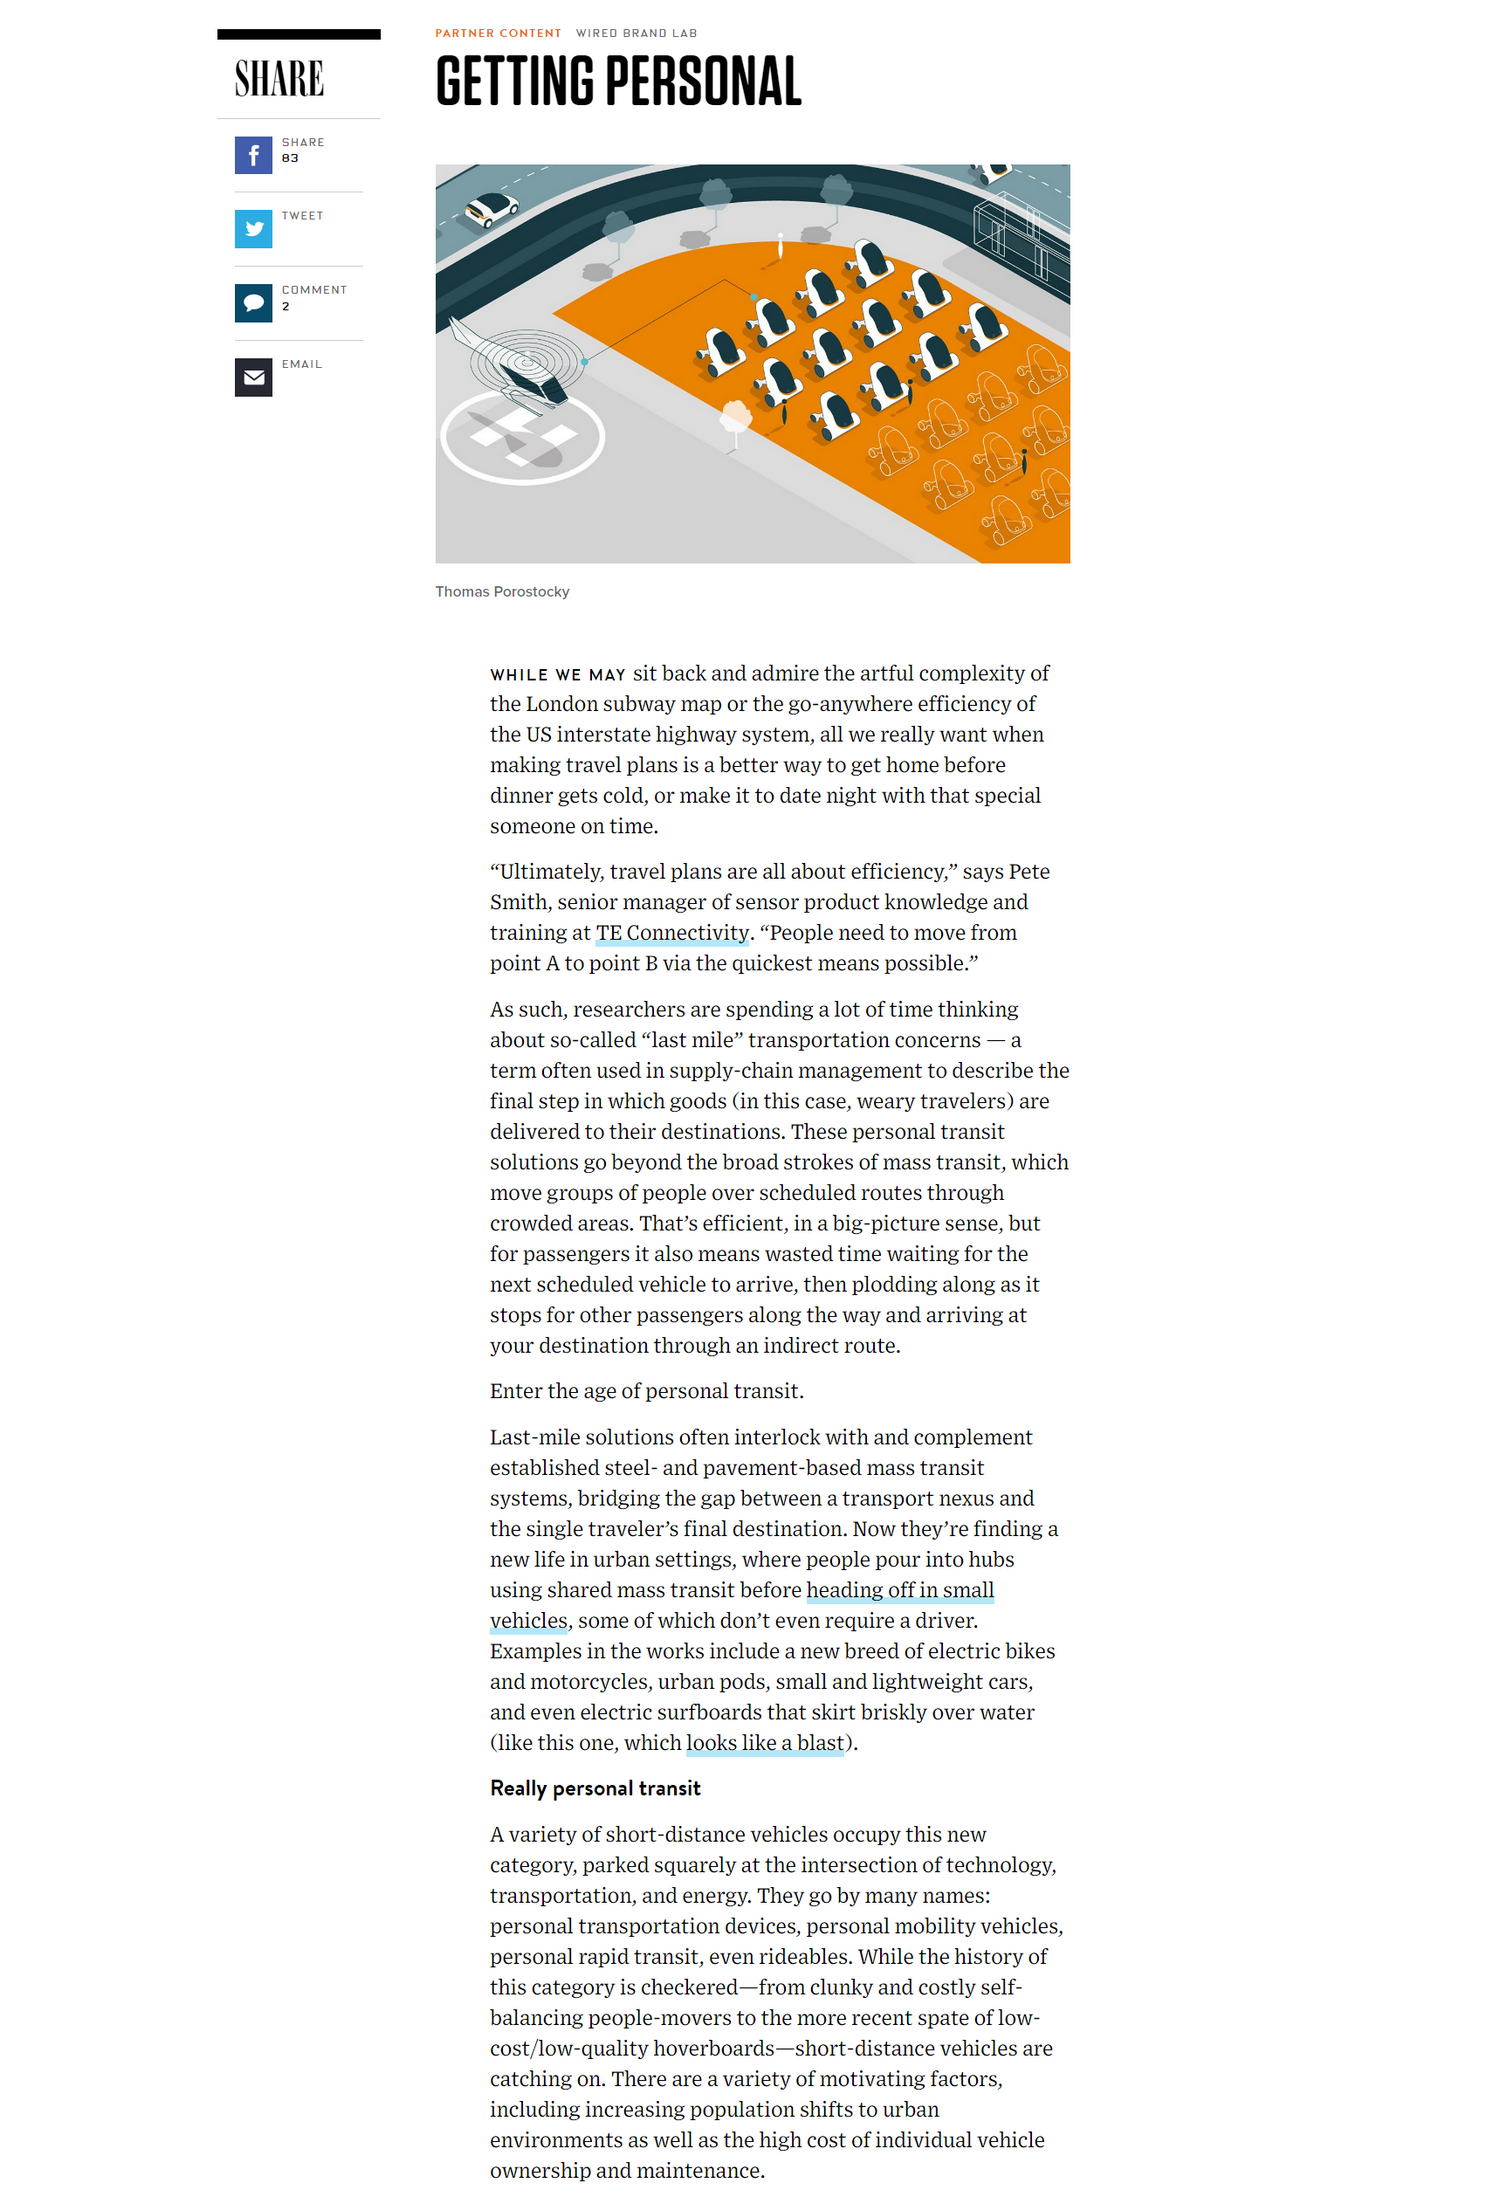 SHARE
SHARE
83
TWEET
COMMENT
2
EMAIL
PARTNER CONTENT WIRED BRAND LAB
GETTING PERSONAL
Thomas Porostocky
WHILE WE MAY sit back and admire the artful complexity of
the London subway map or the go-anywhere efficiency of
the US interstate highway system, all we really want when
making travel plans is a better way to get home before
dinner gets cold, or make it to date night with that special
someone on time.
“Ultimately, travel plans are all about efficiency,” says Pete
Smith, senior manager of sensor product knowledge and
training at TE Connectivity. “People need to move from
point A to point B via the quickest means possible.”
As such, researchers are spending a lot of time thinking
about so-called “last mile” transportation concerns — a
term often used in supply-chain management to describe the
final step in which goods (in this case, weary travelers) are
delivered to their destinations. These personal transit
solutions go beyond the broad strokes of mass transit, which
move groups of people over scheduled routes through
crowded areas. That’s efficient, in a big-picture sense, but
for passengers it also means wasted time waiting for the
next scheduled vehicle to arrive, then plodding along as it
stops for other passengers along the way and arriving at
your destination through an indirect route.
Enter the age of personal transit.
Last-mile solutions often interlock with and complement
established steel- and pavement-based mass transit
systems, bridging the gap between a transport nexus and
the single traveler’s final destination. Now they’re finding a
new life in urban settings, where people pour into hubs
using shared mass transit before heading off in small
vehicles, some of which don’t even require a driver.
Examples in the works include a new breed of electric bikes
and motorcycles, urban pods, small and lightweight cars,
and even electric surfboards that skirt briskly over water
(like this one, which looks like a blast).
Really personal transit
A variety of short-distance vehicles occupy this new
category, parked squarely at the intersection of technology,
transportation, and energy. They go by many names:
personal transportation devices, personal mobility vehicles,
personal rapid transit, even rideables. While the history of
this category is checkered—from clunky and costly self-
balancing people-movers to the more recent spate of low-
cost/low-quality hoverboards—short-distance vehicles are
catching on. There are a variety of motivating factors,
including increasing population shifts to urban
environments as well as the high cost of individual vehicle
ownership and maintenance.